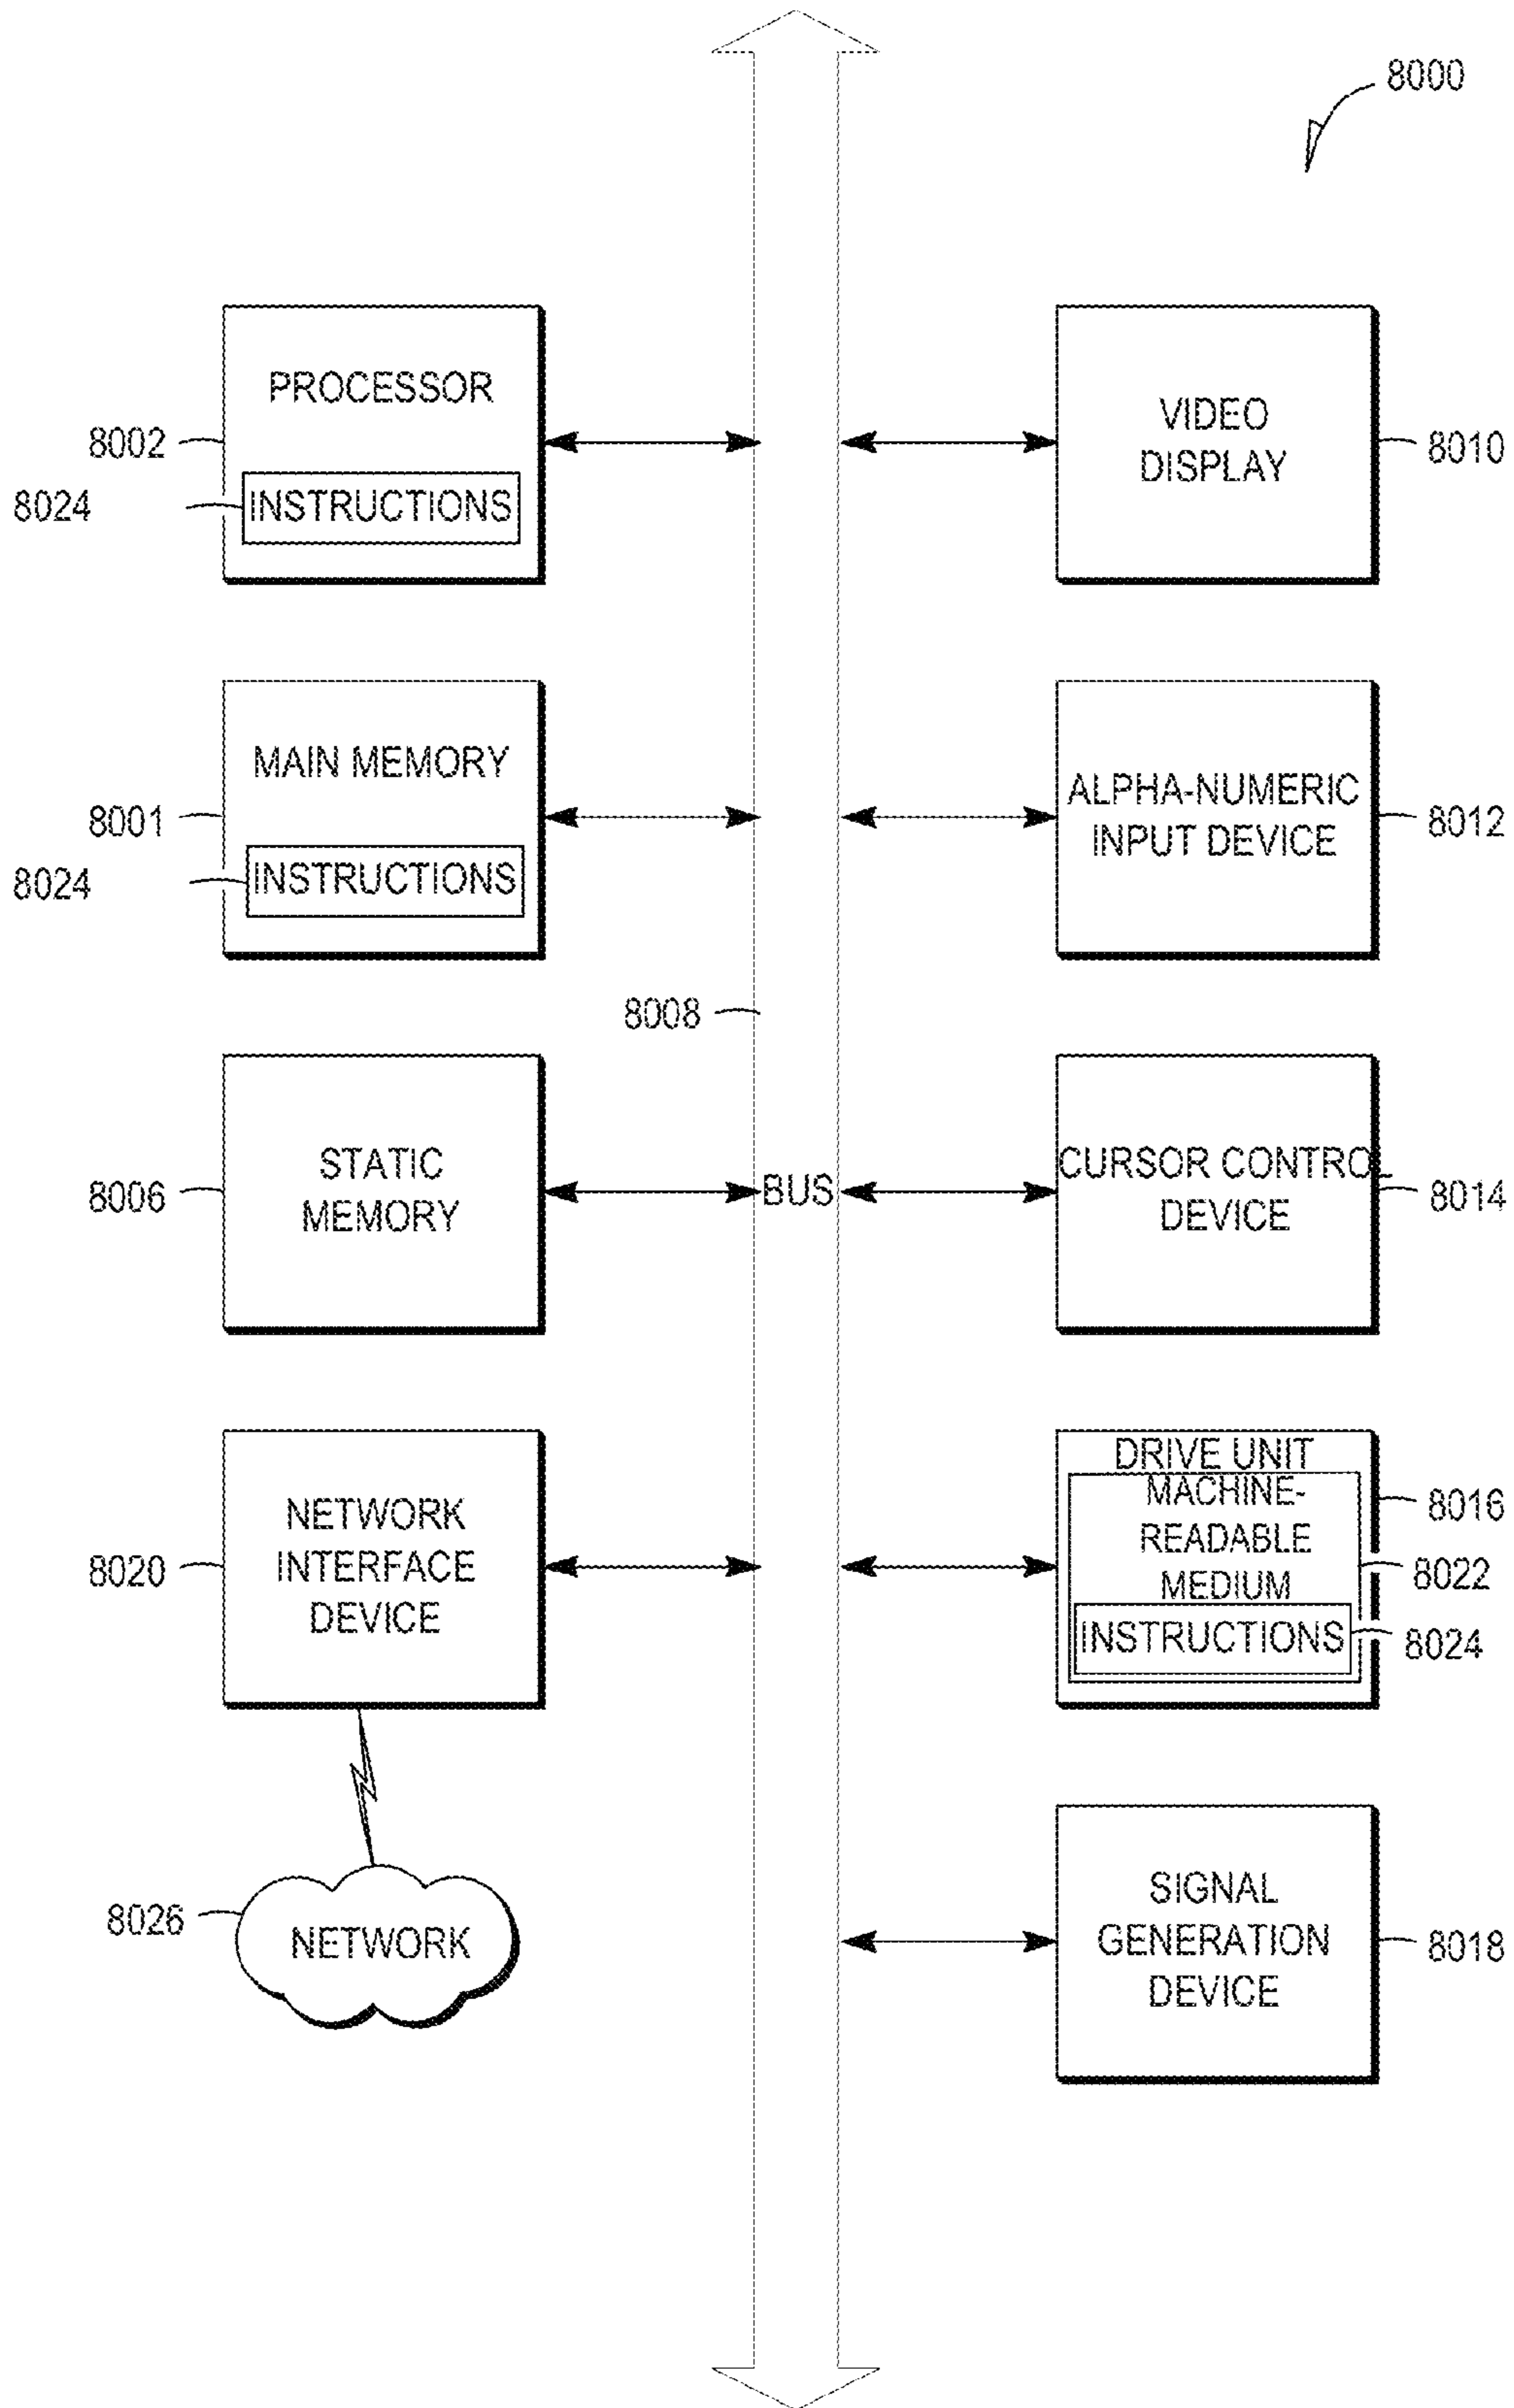 8000
PROCESSOR
8002
8024
INSTRUCTIONS
VIDEO
DISPLAY
8010
MAIN MEMORY
8001
8024
INSTRUCTIONS
ALPHA-NUMERIC
INPUT DEVICE
8012
8008
STATIC
MEMORY
8006
BUS
CURSOR CONTROL
DEVICE
8014
NETWORK
INTERFACE
DEVICE
8020
DRIVE UNIT
MACHINE-
READABLE
MEDIUM
INSTRUCTIONS
8016
8022
8024
8026
NETWORK
SIGNAL
GENERATION
DEVICE
8018